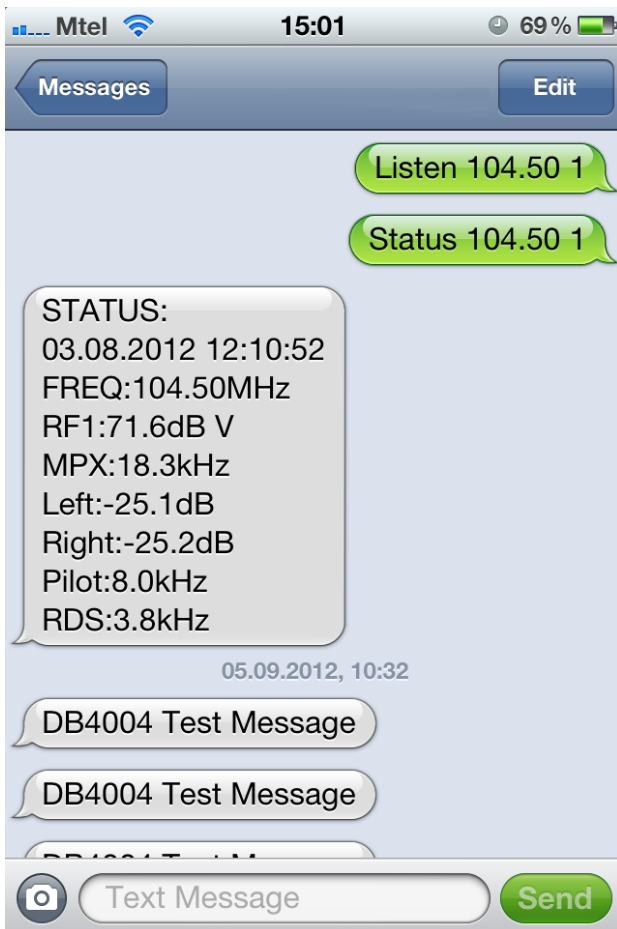 Mtel 15:01 69%
Messages Edit
Listen 104.50 1
Status 104.50 1
STATUS:
03.08.2012 12:10:52
FREQ:104.50MHz
RF1:71.6dB V
MPX:18.3kHz
Left:-25.1dB
Right:-25.2dB
Pilot:8.0kHz
RDS:3.8kHz
05.09.2012, 10:32
DB4004 Test Message
DB4004 Test Message
Text Message Send